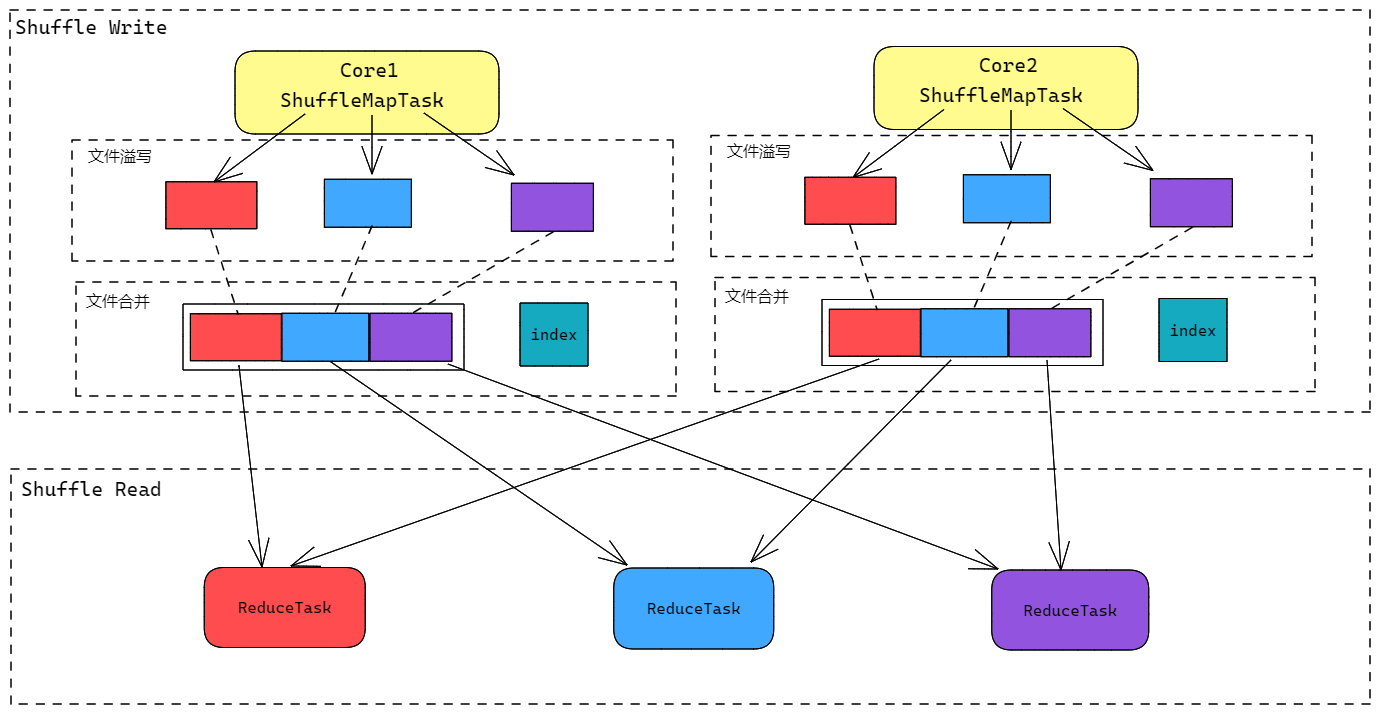 Shuffle Write
Core1
ShuffleMapTask
Core2
ShuffleMapTask
文件溢写
文件溢写
文件合并
index
文件合并
index
Shuffle Read
ReduceTask
ReduceTask
ReduceTask